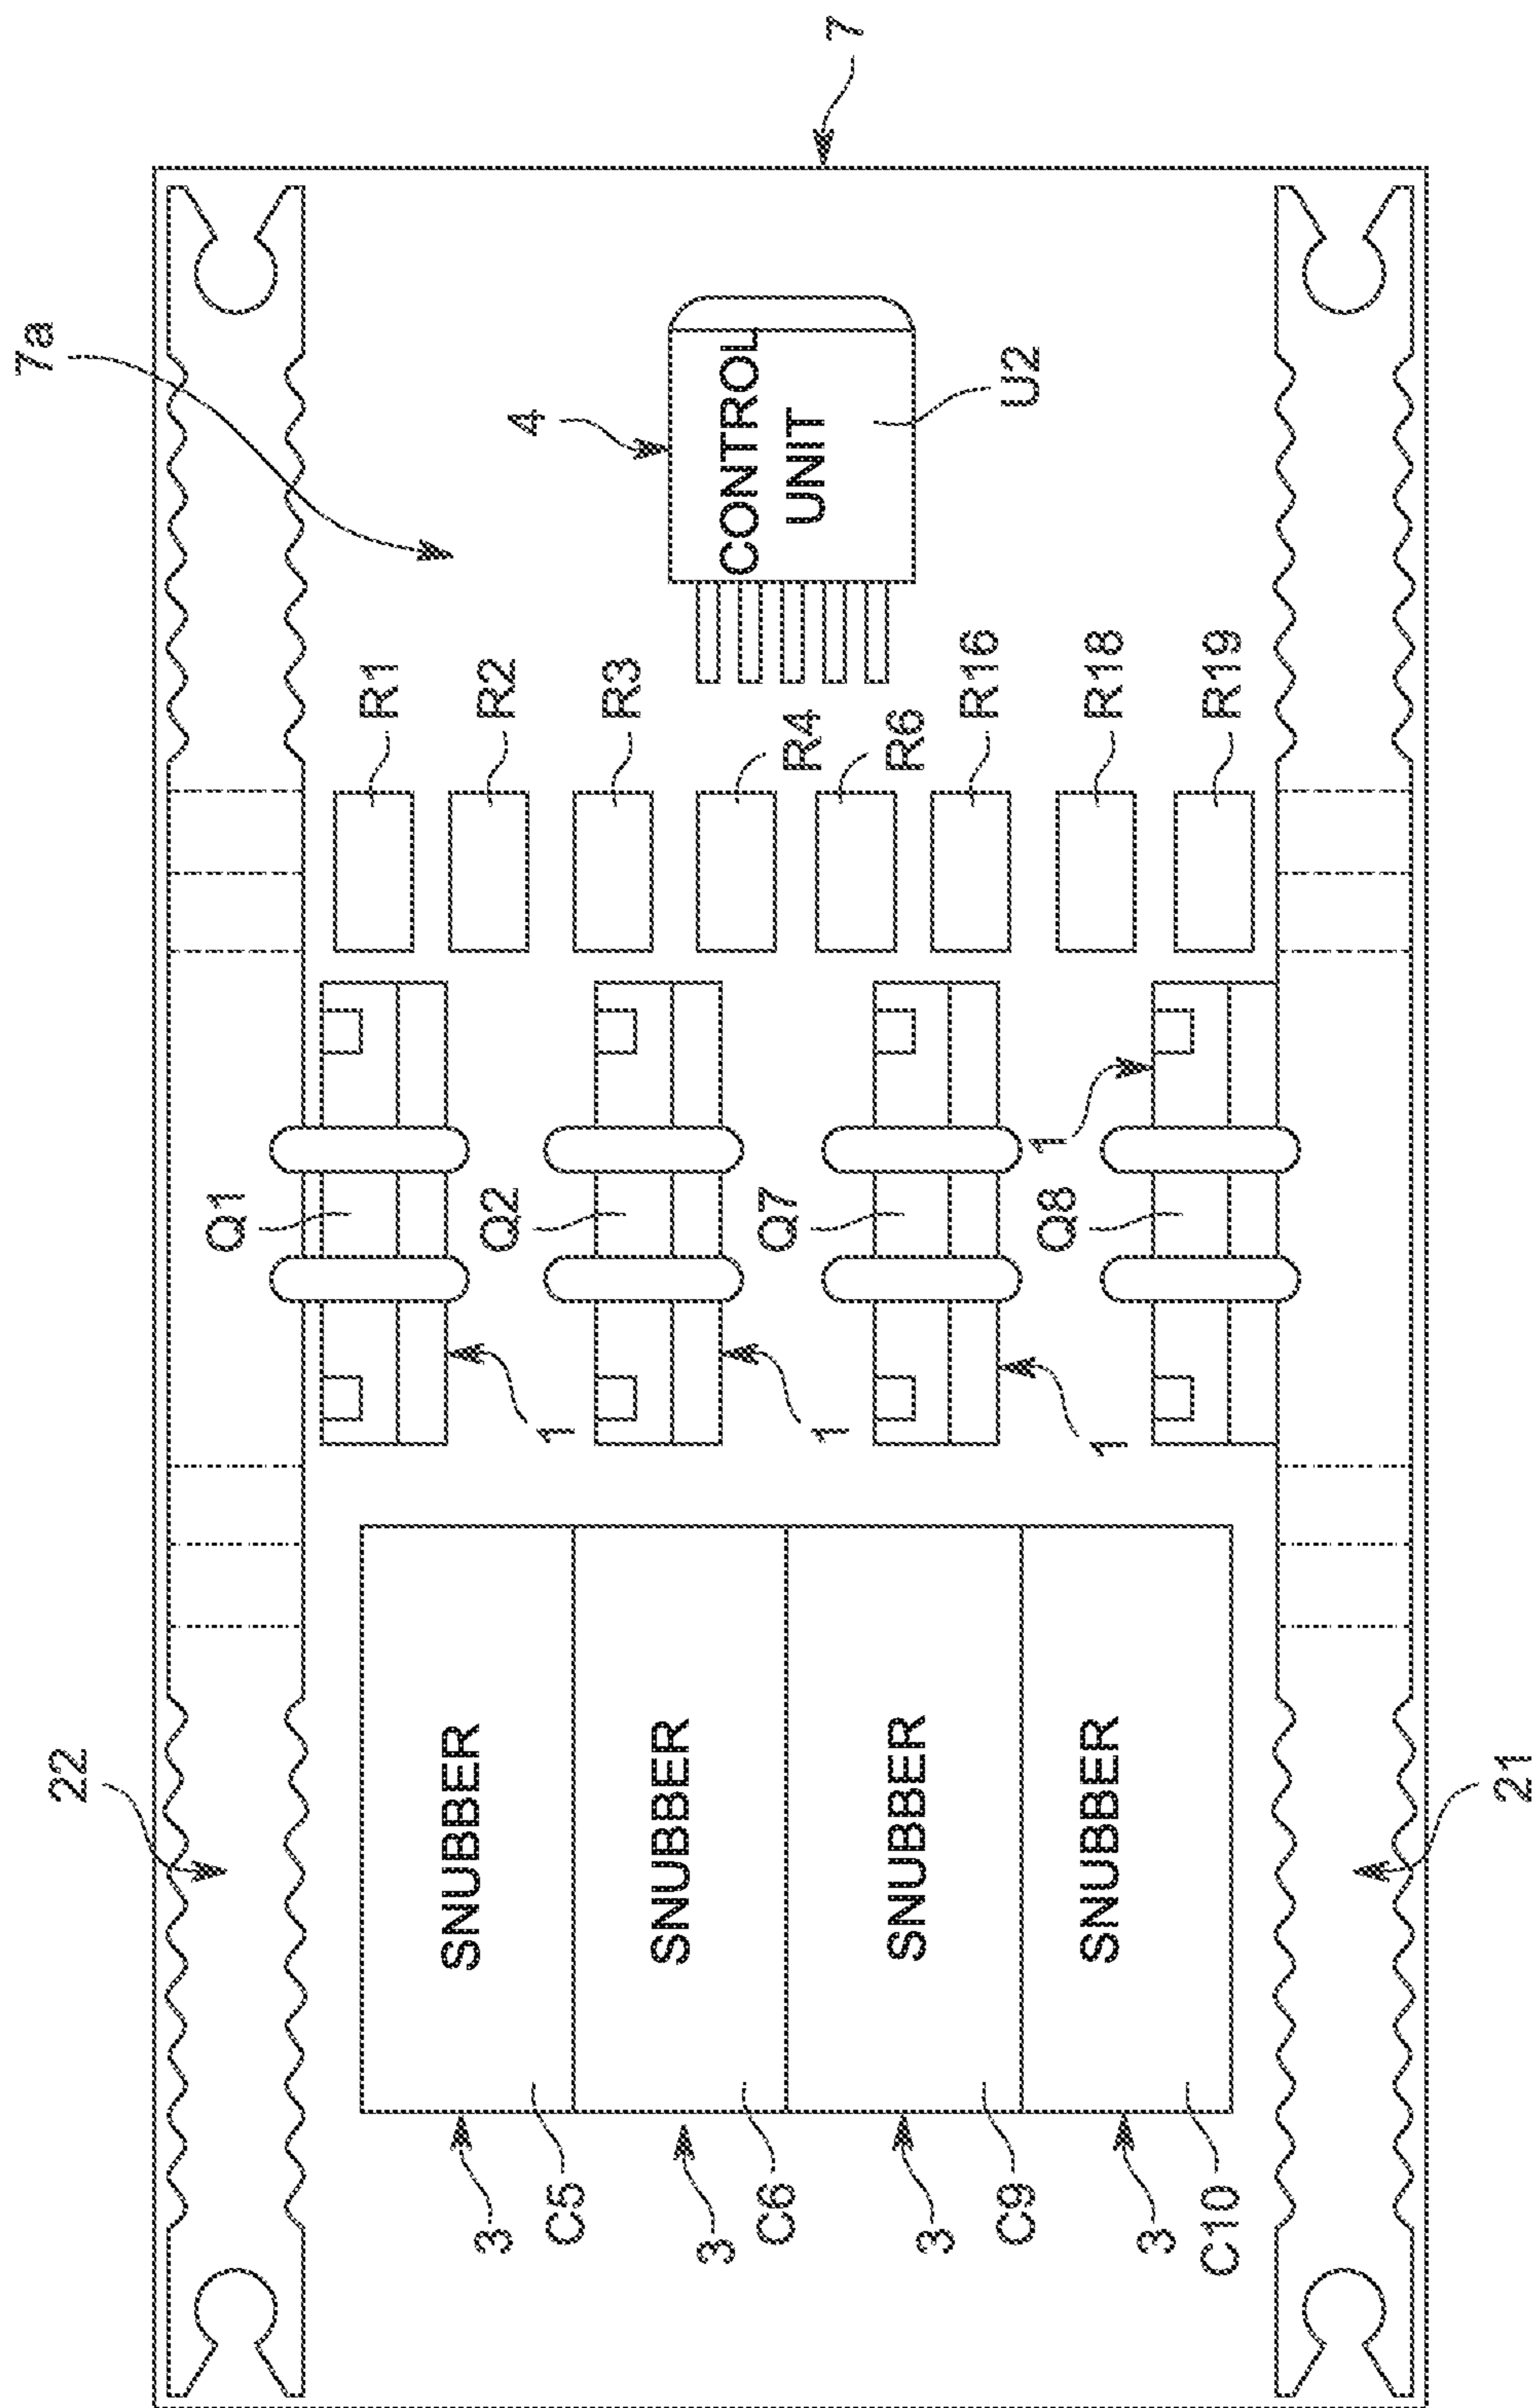 7a
7
4
CONTROL
UNIT
U2
R1
R2
R3
R4
R6
R16
R18
R19
Q1
Q2
Q7
Q8
1
1
1
1
22
21
SNUBBER
SNUBBER
SNUBBER
SNUBBER
3
C5
3
C6
3
C9
3
C10